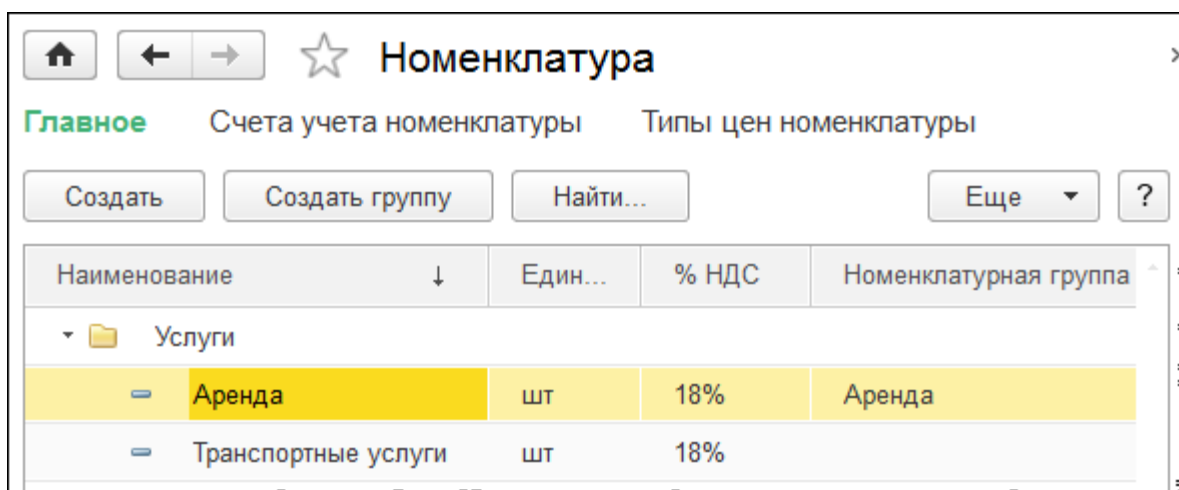 Номенклатура
Главное Счета учета номенклатуры Типы цен номенклатуры
Создать Создать группу Найти... Еще ?
Наименование ↓ Един... % НДС Номенклатурная группа
Услуги
Аренда шт 18% Аренда
Транспортные услуги шт 18%